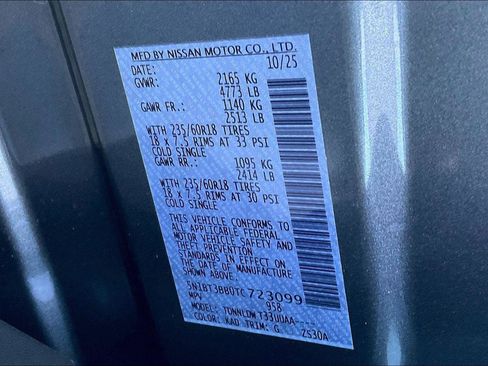 MFD BY NISSAN MOTOR CO., LTD.
DATE: 10/25
GVWR: 2165 KG
4773 LB
GAWR FR.: 1140 KG
2513 LB
WITH 235/60R18 TIRES
18 x 7.5 RIMS AT 33 PSI
COLD SINGLE
GAWR RR.: 1095 KG
2414 LB
WITH 235/60R18 TIRES
18 x 7.5 RIMS AT 30 PSI
COLD SINGLE
THIS VEHICLE CONFORMS TO
ALL APPLICABLE FEDERAL
MOTOR VEHICLE SAFETY AND
THEFT PREVENTION
STANDARDS IN EFFECT ON
THE DATE OF MANUFACTURE
SHOWN ABOVE.
5N1BT3BB0TC723099
MPV 958
MODEL:
COLOR: KAD TRIM: G ZS30A